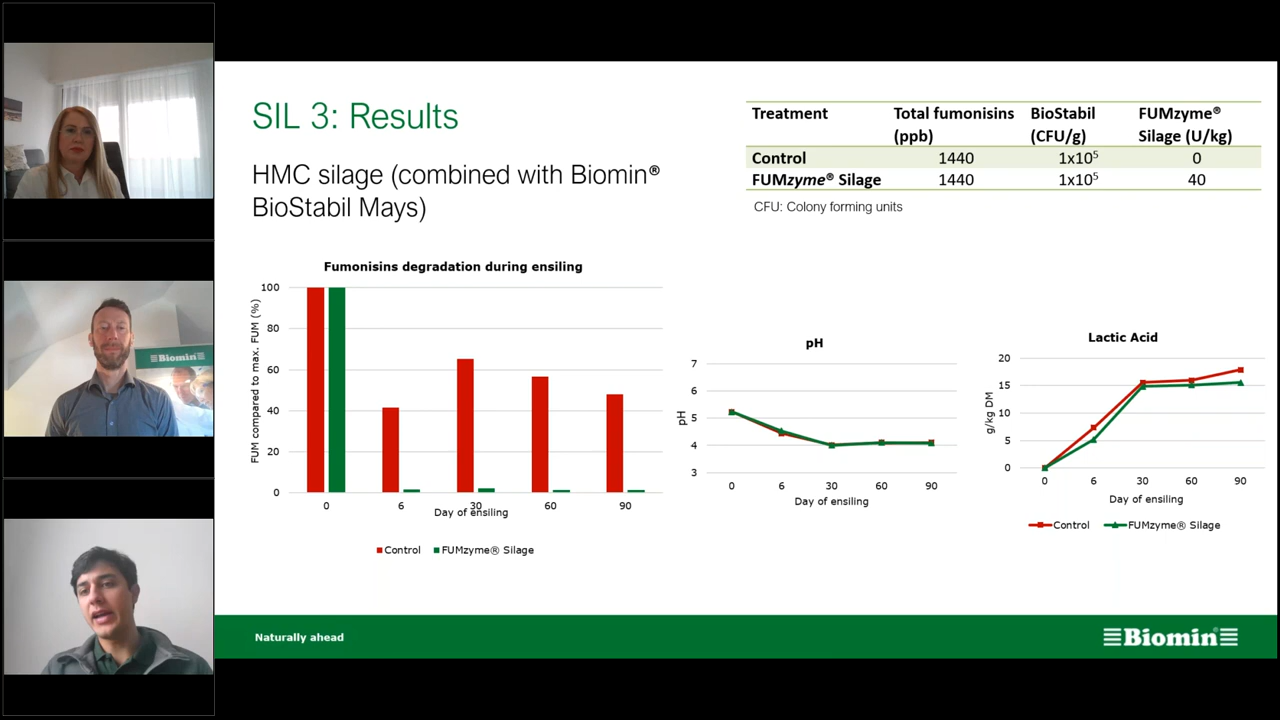 SIL 3: Results
HMC silage (combined with Biomin®
BioStabil Mays)
Treatment Total fumonisins (ppb) BioStabil (CFU/g) FUMzyme® Silage (U/kg)
Control 1440 1x10⁵ 0
FUMzyme® Silage 1440 1x10⁵ 40
CFU: Colony forming units
Fumonisins degradation during ensiling
FUM compared to max. FUM (%)
100
80
60
40
20
0
0 6 30 60 90
Day of ensiling
Control FUMzyme® Silage
pH
pH
7
6
5
4
3
0 6 30 60 90
Day of ensiling
Lactic Acid
g/kg DM
20
15
10
5
0
0 6 30 60 90
Day of ensiling
Control FUMzyme® Silage
Biomin®
Naturally ahead
Biomin®